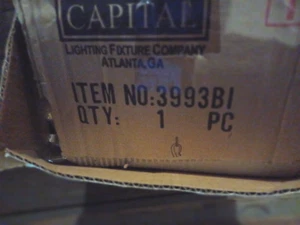 CAPITAL
LIGHTING FIXTURE COMPANY
ATLANTA, GA
ITEM NO:3993BI
QTY: 1 PC